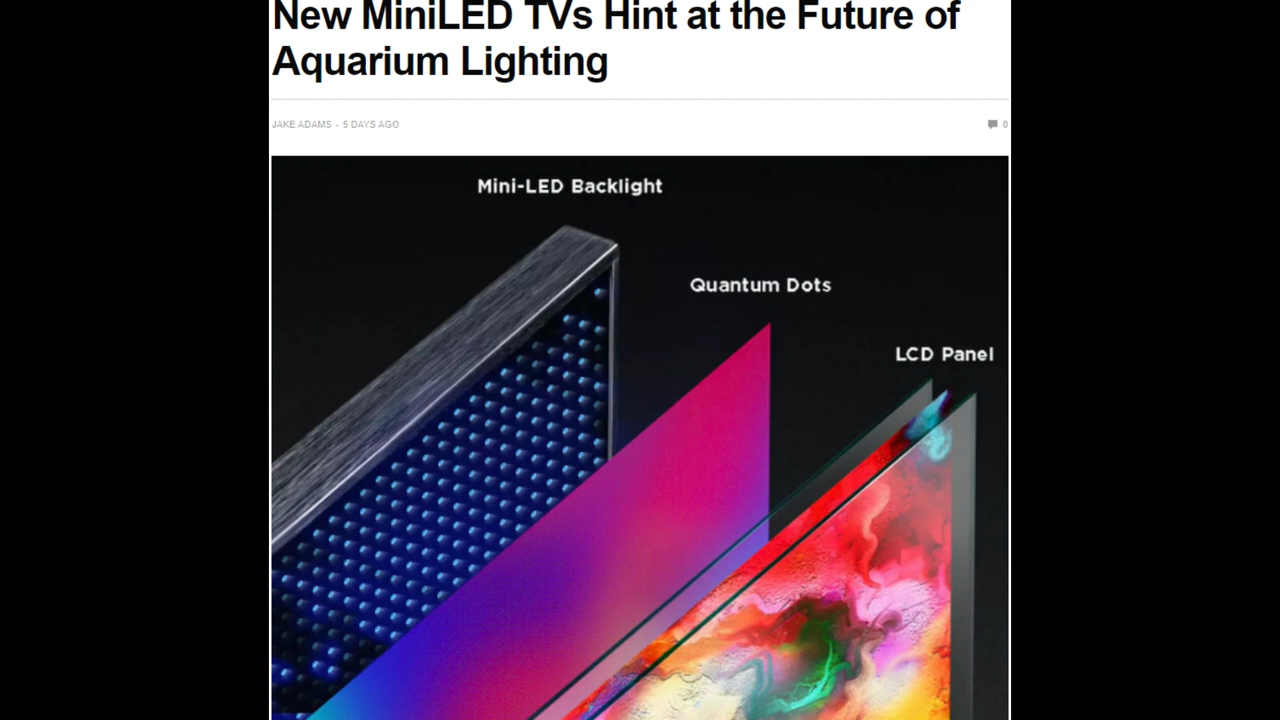 New MiniLED TVs Hint at the Future of
Aquarium Lighting
JAKE ADAMS - 5 DAYS AGO
0
Mini-LED Backlight
Quantum Dots
LCD Panel